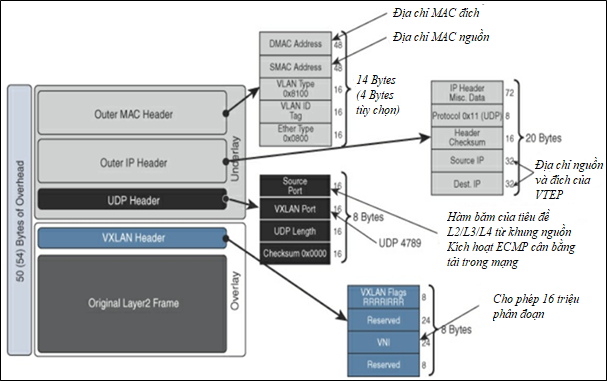 50 (54) Bytes of Overhead
Outer MAC Header
Outer IP Header
UDP Header
Underlay
VXLAN Header
Original Layer2 Frame
Overlay
DMAC Address 48
SMAC Address 48
VLAN Type
0x8100 16
VLAN ID
Tag 16
Ether Type
0x0800 16
Địa chỉ MAC đích
Địa chỉ MAC nguồn
14 Bytes
(4 Bytes
tùy chọn)
IP Header
Misc. Data 72
Protocol 0x11 (UDP) 8
Header
Checksum 16
Source IP 32
Dest. IP 32
20 Bytes
Địa chỉ nguồn
và đích của
VTEP
Source
Port 16
VXLAN Port 16
UDP Length 16
Checksum 0x0000 16
8 Bytes
UDP 4789
Hàm băm của tiêu đề
L2/L3/L4 từ khung nguồn
Kich hoạt ECMP cân bằng
tải trong mạng
VXLAN Flags
RRRRIRRR 8
Reserved 24
VNI 24
Reserved 8
8 Bytes
Cho phép 16 triệu
phân đoạn